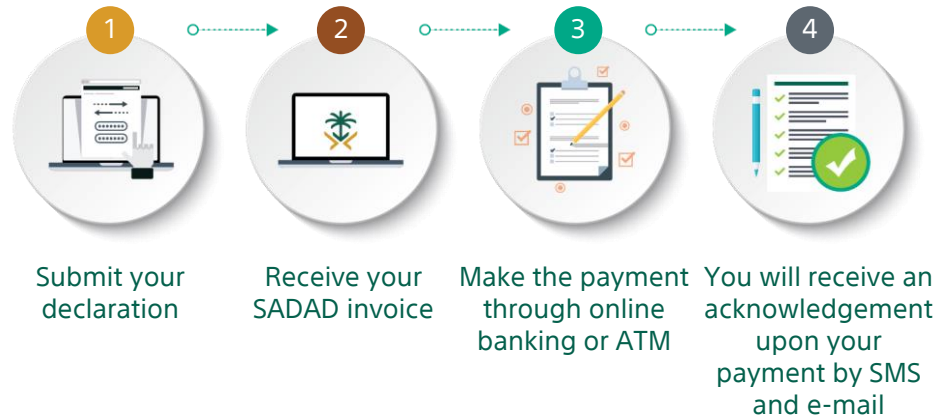 1
2
3
4
Submit your
declaration
Receive your
SADAD invoice
Make the payment
through online
banking or ATM
You will receive an
acknowledgement
upon your
payment by SMS
and e-mail